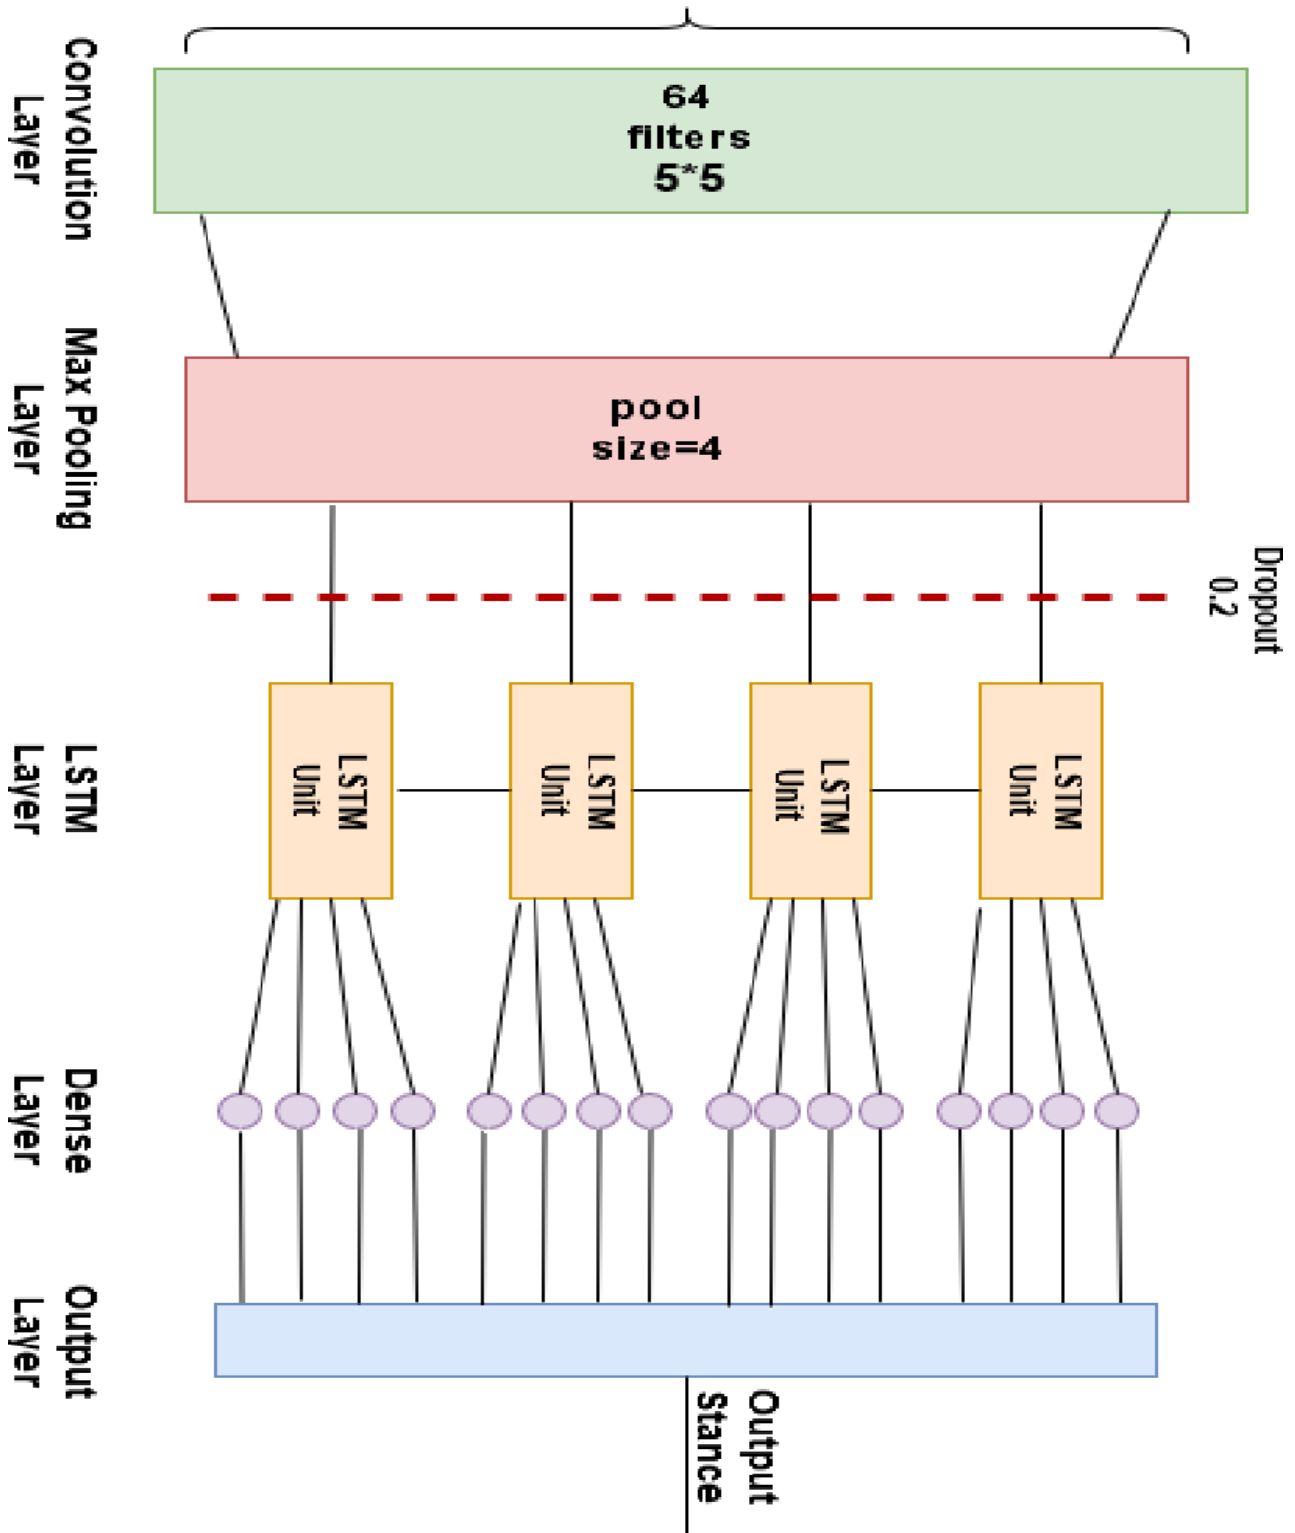 Convolution
Layer
64
filters
5*5
Max Pooling
Layer
pool
size=4
Dropout
0.2
LSTM
Layer
LSTM
Unit
LSTM
Unit
LSTM
Unit
LSTM
Unit
Dense
Layer
Output
Layer
Output
Stance